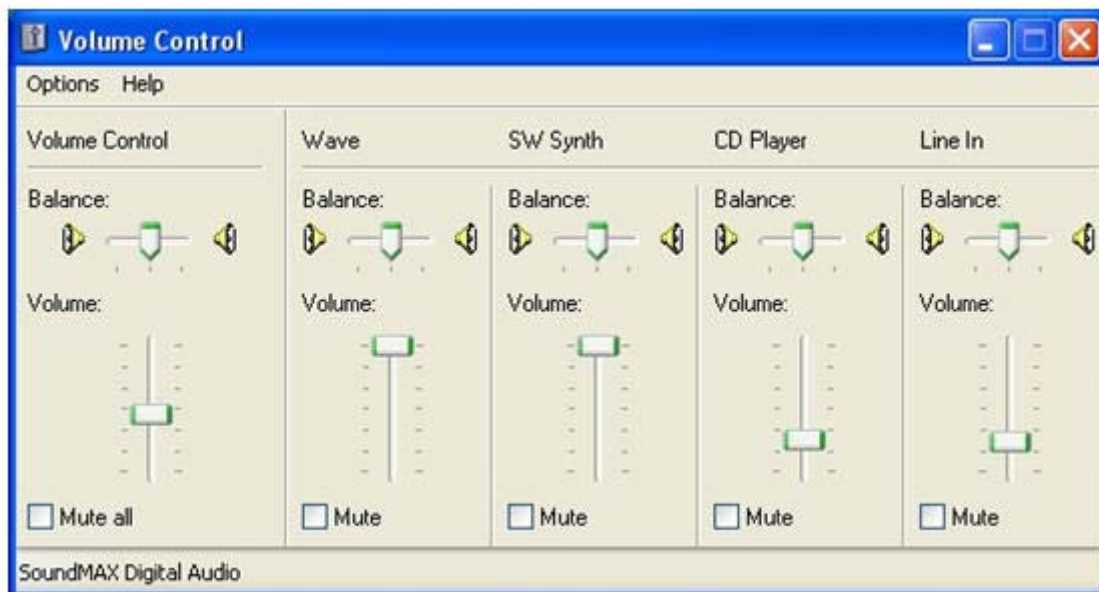 Volume Control
Options Help
Volume Control Wave SW Synth CD Player Line In
Balance: Balance: Balance: Balance: Balance:
Volume: Volume: Volume: Volume: Volume:
Mute all Mute Mute Mute Mute
SoundMAX Digital Audio